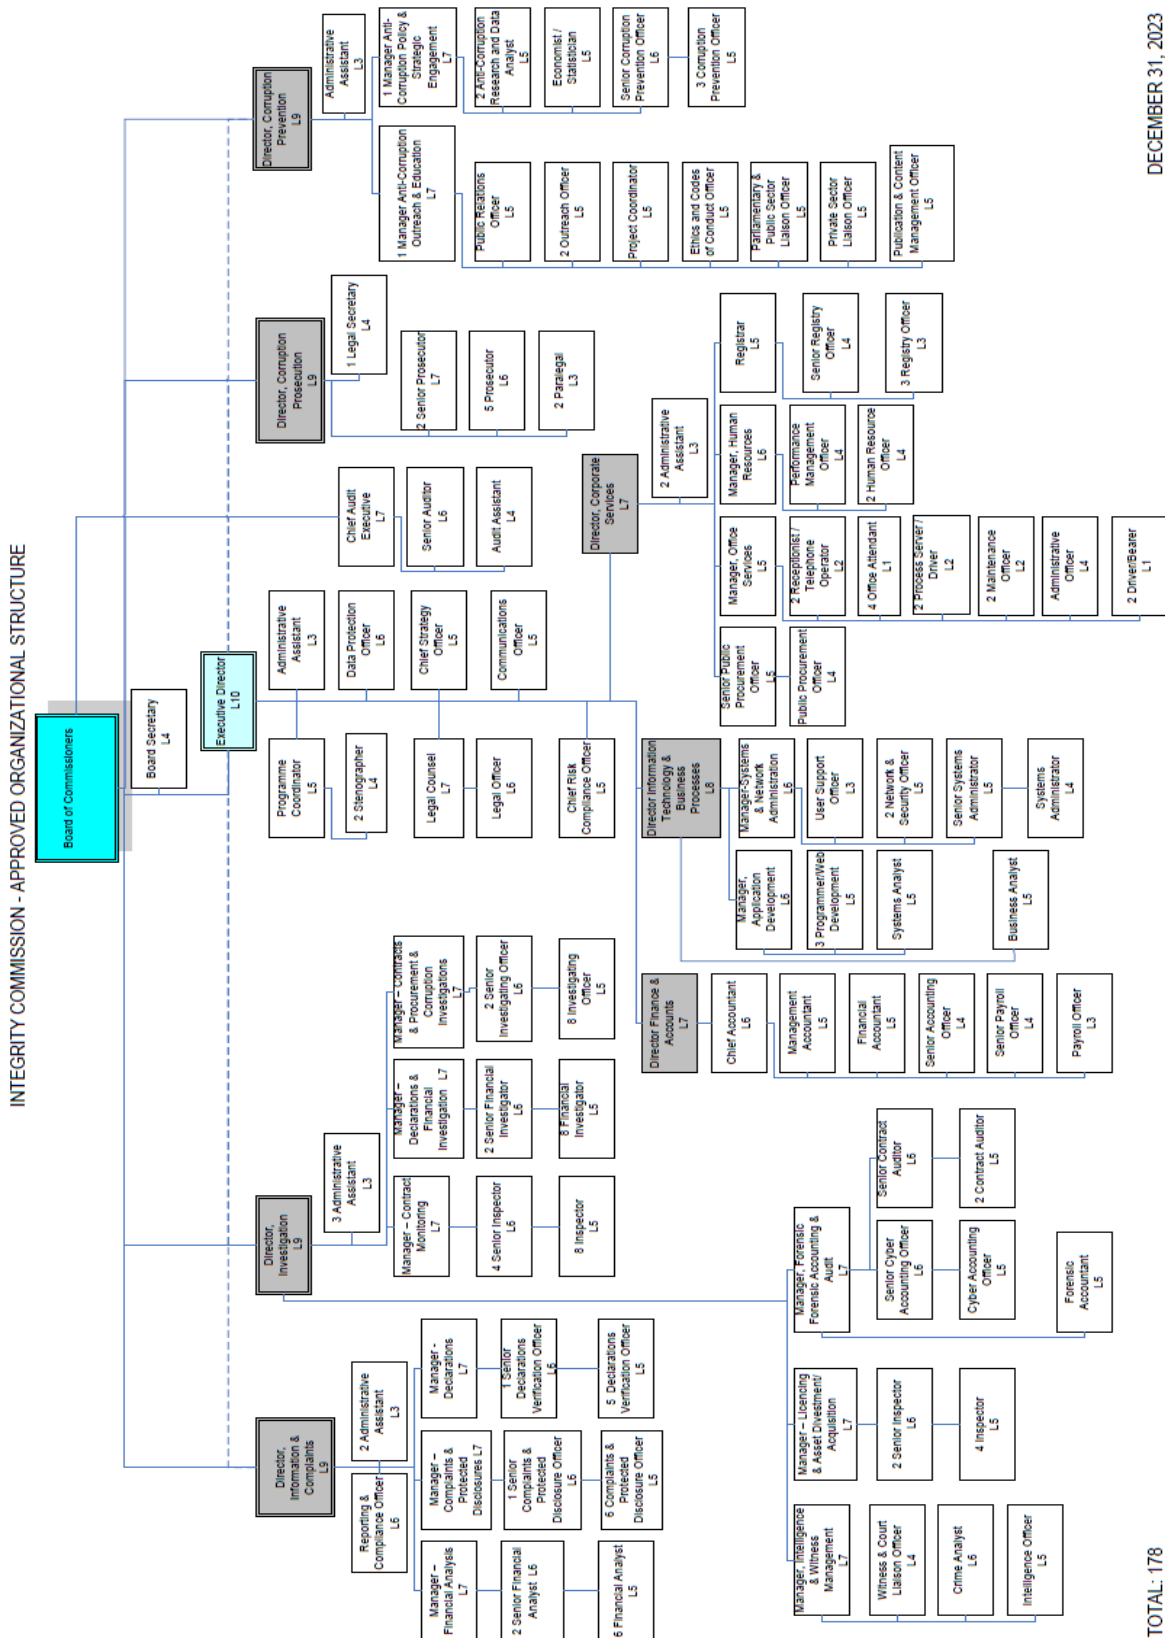 INTEGRITY COMMISSION - APPROVED ORGANIZATIONAL STRUCTURE
Board of Commissioners
Board Secretary
L4
Executive Director
L10
Director,
Information &
Complaints
L9
Reporting &
Compliance Officer
L6
2 Administrative
Assistant
L3
Manager –
Financial Analysis
L7
2 Senior Financial
Analyst L6
6 Financial Analyst
L5
Manager –
Complaints &
Protected
Disclosures L7
1 Senior
Complaints &
Protected
Disclosure Officer
L6
6 Complaints &
Protected
Disclosure Officer
L5
Manager -
Declarations
L7
1 Senior
Declarations
Verification Officer
L6
5 Declarations
Verification Officer
L5
Director,
Investigation
L9
3 Administrative
Assistant
L3
Manager – Contract
Monitoring
L7
4 Senior Inspector
L6
8 Inspector
L5
Manager –
Declarations &
Financial
Investigation L7
2 Senior Financial
Investigator
L6
8 Financial
Investigator
L5
Manager – Contracts
& Procurement &
Corruption
Investigations
L7
2 Senior
Investigating Officer
L6
8 Investigating
Officer
L5
Manager, Intelligence
& Witness
Management
L7
Witness & Court
Liaison Officer
L4
Crime Analyst
L6
Intelligence Officer
L5
Manager – Licencing
& Asset Divestment/
Acquisition
L7
2 Senior Inspector
L6
4 Inspector
L5
Manager, Forensic
Forensic Accounting &
Audit
L7
Senior Cyber
Accounting Officer
L6
Cyber Accounting
Officer
L5
Senior Contract
Auditor
L6
2 Contract Auditor
L5
Forensic
Accountant
L5
Programme
Coordinator
L5
2 Stenographer
L4
Administrative
Assistant
L3
Data Protection
Officer
L6
Legal Counsel
L7
Chief Strategy
Officer
L5
Legal Officer
L6
Communications
Officer
L5
Chief Risk
Compliance Officer
L5
Chief Audit
Executive
L7
Senior Auditor
L6
Audit Assistant
L4
Director Finance &
Accounts
L7
Chief Accountant
L6
Management
Accountant
L5
Financial
Accountant
L5
Senior Accounting
Officer
L4
Senior Payroll
Officer
L4
Payroll Officer
L3
Director Information
Technology &
Business
Processes
L8
Manager,
Application
Development
L6
3 Programmer/Web
Development
L5
Systems Analyst
L5
Business Analyst
L5
Manager-Systems
& Network
Administration
L6
User Support
Officer
L3
2 Network &
Security Officer
L5
Senior Systems
Administrator
L5
Systems
Administrator
L4
Director, Corporate
Services
L7
2 Administrative
Assistant
L3
Senior Public
Procurement
Officer
L5
Public Procurement
Officer
L4
Manager, Office
Services
L5
2 Receptionist /
Telephone
Operator
L2
4 Office Attendant
L1
2 Process Server /
Driver
L2
2 Maintenance
Officer
L2
Administrative
Officer
L4
2 Driver/Bearer
L1
Manager, Human
Resources
L6
Performance
Management
Officer
L4
2 Human Resource
Officer
L4
Registrar
L5
Senior Registry
Officer
L4
3 Registry Officer
L3
Director, Corruption
Prosecution
L9
1 Legal Secretary
L4
2 Senior Prosecutor
L7
5 Prosecutor
L6
2 Paralegal
L3
Director, Corruption
Prevention
L9
Administrative
Assistant
L3
1 Manager Anti-Corruption
Outreach & Education
L7
Public Relations
Officer
L5
2 Outreach Officer
L5
Project Coordinator
L5
Ethics and Codes
of Conduct Officer
L5
Parliamentary &
Public Sector
Liaison Officer
L5
Private Sector
Liaison Officer
L5
Publication & Content
Management Officer
L5
1 Manager Anti-
Corruption Policy &
Strategic
Engagement
L7
2 Anti-Corruption
Research and Data
Analyst
L5
Economist /
Statistician
L5
Senior Corruption
Prevention Officer
L6
3 Corruption
Prevention Officer
L5
TOTAL: 178
DECEMBER 31, 2023